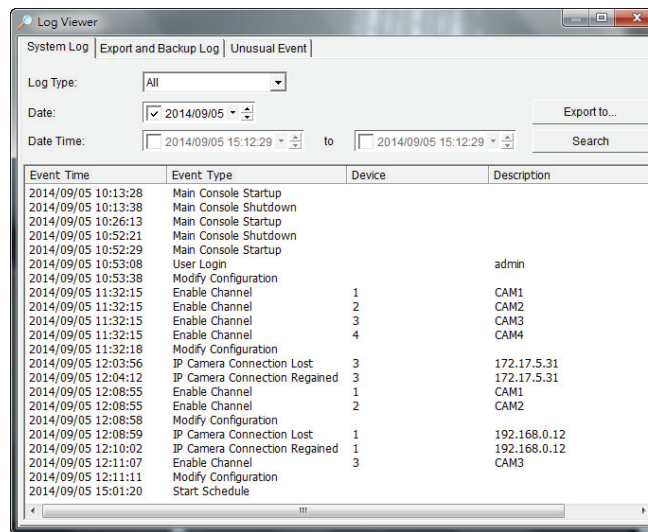 Log Viewer
System Log Export and Backup Log Unusual Event
Log Type: All
Date: 2014/09/05 Export to...
Date Time: 2014/09/05 15:12:29 to 2014/09/05 15:12:29 Search
Event Time Event Type Device Description
2014/09/05 10:13:28 Main Console Startup
2014/09/05 10:13:38 Main Console Shutdown
2014/09/05 10:26:13 Main Console Startup
2014/09/05 10:52:21 Main Console Shutdown
2014/09/05 10:52:29 Main Console Startup
2014/09/05 10:53:08 User Login admin
2014/09/05 10:53:38 Modify Configuration
2014/09/05 11:32:15 Enable Channel 1 CAM1
2014/09/05 11:32:15 Enable Channel 2 CAM2
2014/09/05 11:32:15 Enable Channel 3 CAM3
2014/09/05 11:32:15 Enable Channel 4 CAM4
2014/09/05 11:32:18 Modify Configuration
2014/09/05 12:03:56 IP Camera Connection Lost 3 172.17.5.31
2014/09/05 12:04:12 IP Camera Connection Regained 3 172.17.5.31
2014/09/05 12:08:55 Enable Channel 1 CAM1
2014/09/05 12:08:55 Enable Channel 2 CAM2
2014/09/05 12:08:58 Modify Configuration
2014/09/05 12:08:59 IP Camera Connection Lost 1 192.168.0.12
2014/09/05 12:10:02 IP Camera Connection Regained 1 192.168.0.12
2014/09/05 12:11:07 Enable Channel 3 CAM3
2014/09/05 12:11:11 Modify Configuration
2014/09/05 15:01:20 Start Schedule